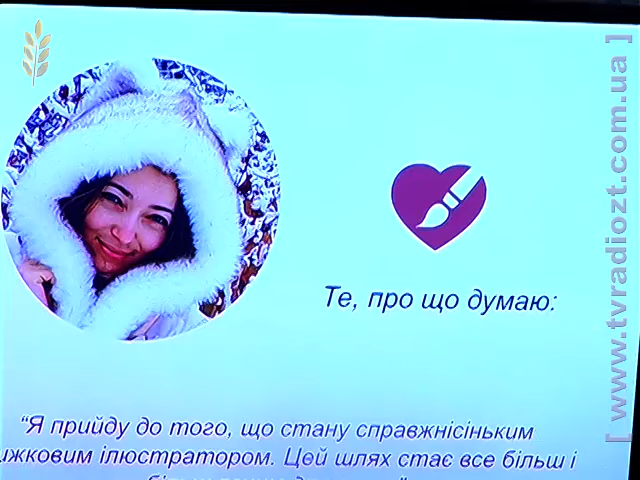 Те, про що думаю:
“Я прийду до того, що стану справжнісіньким
ижковим ілюстратором. Цей шлях стає все більш і
[ www.tvradiozt.com.ua ]